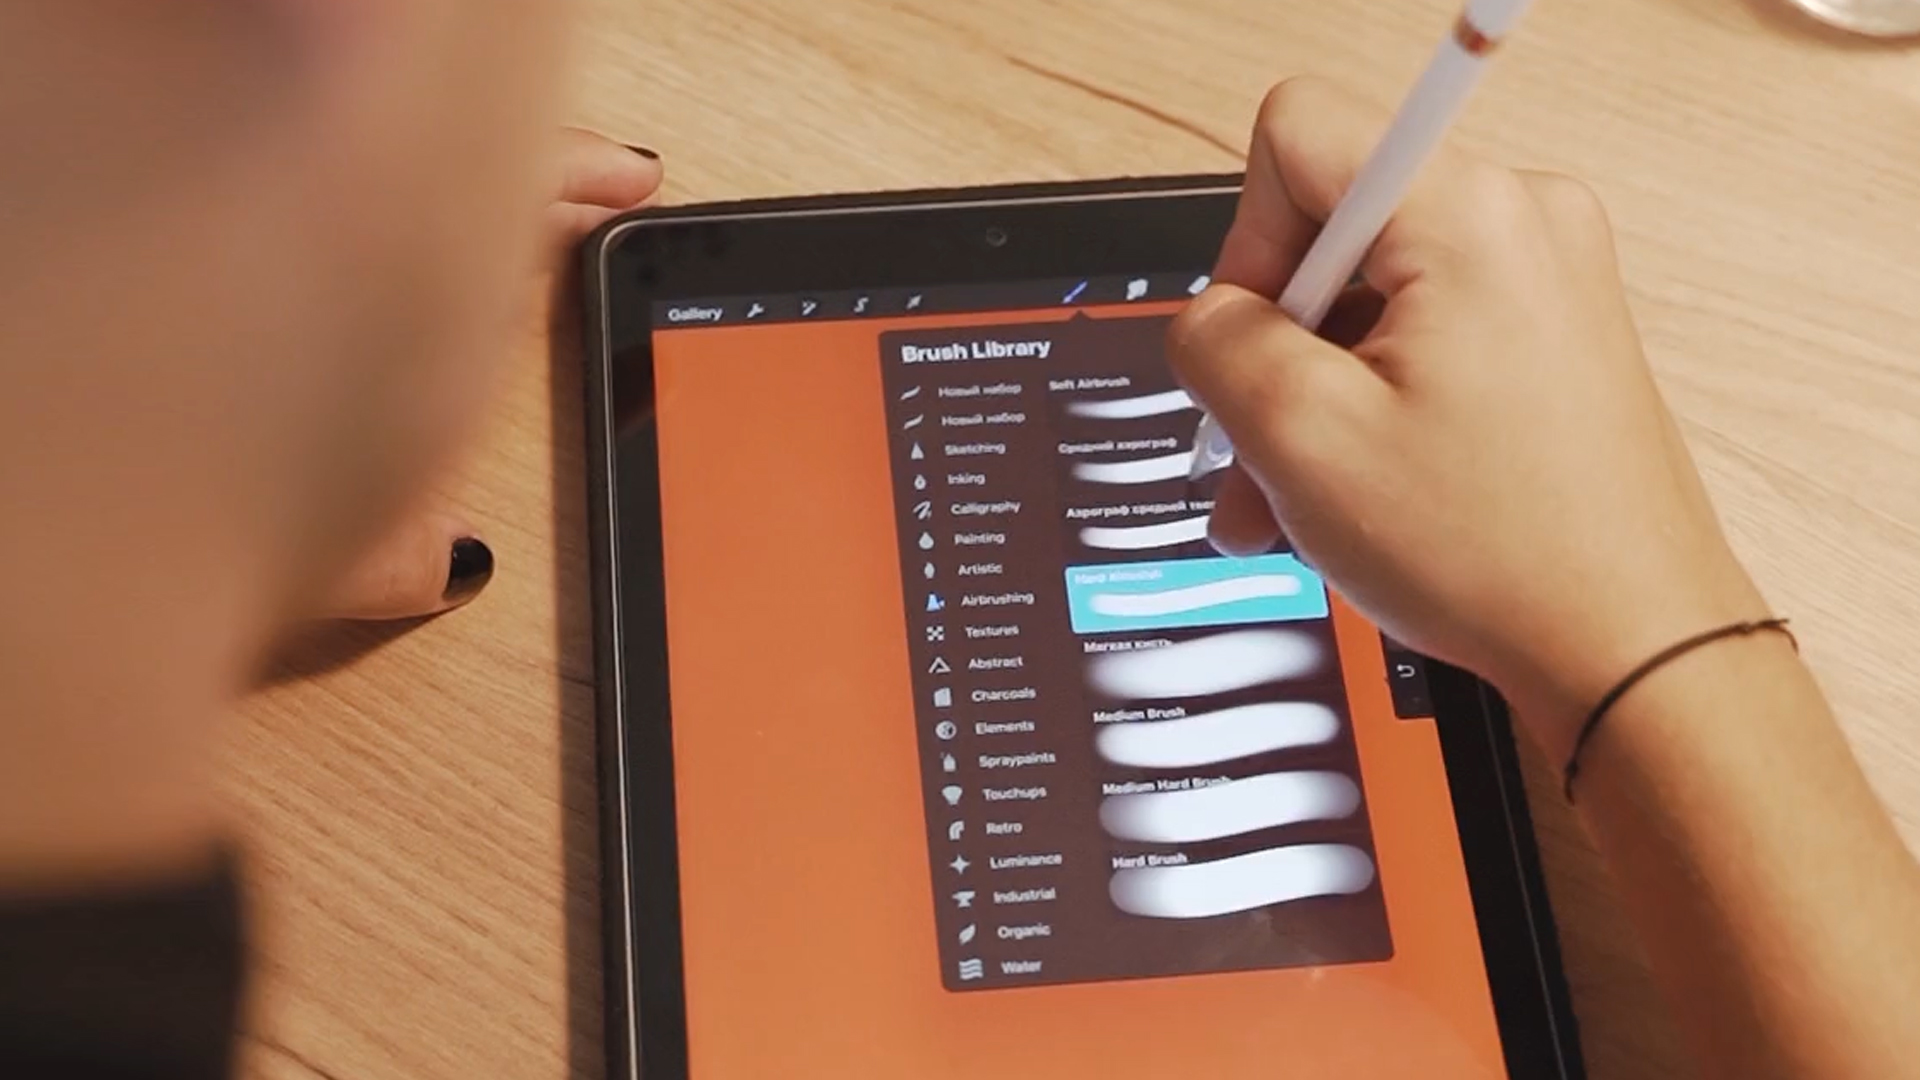 Gallery
Brush Library
Новый набор
Новый набор
Sketching
Inking
Calligraphy
Painting
Artistic
Airbrushing
Textures
Abstract
Charcoals
Elements
Spraypaints
Touchups
Retro
Luminance
Industrial
Organic
Water
Soft Airbrush
Средний аэрограф
Аэрограф средней
Hard Airbrush
Мягкая кисть
Medium Brush
Medium Hard Brush
Hard Brush